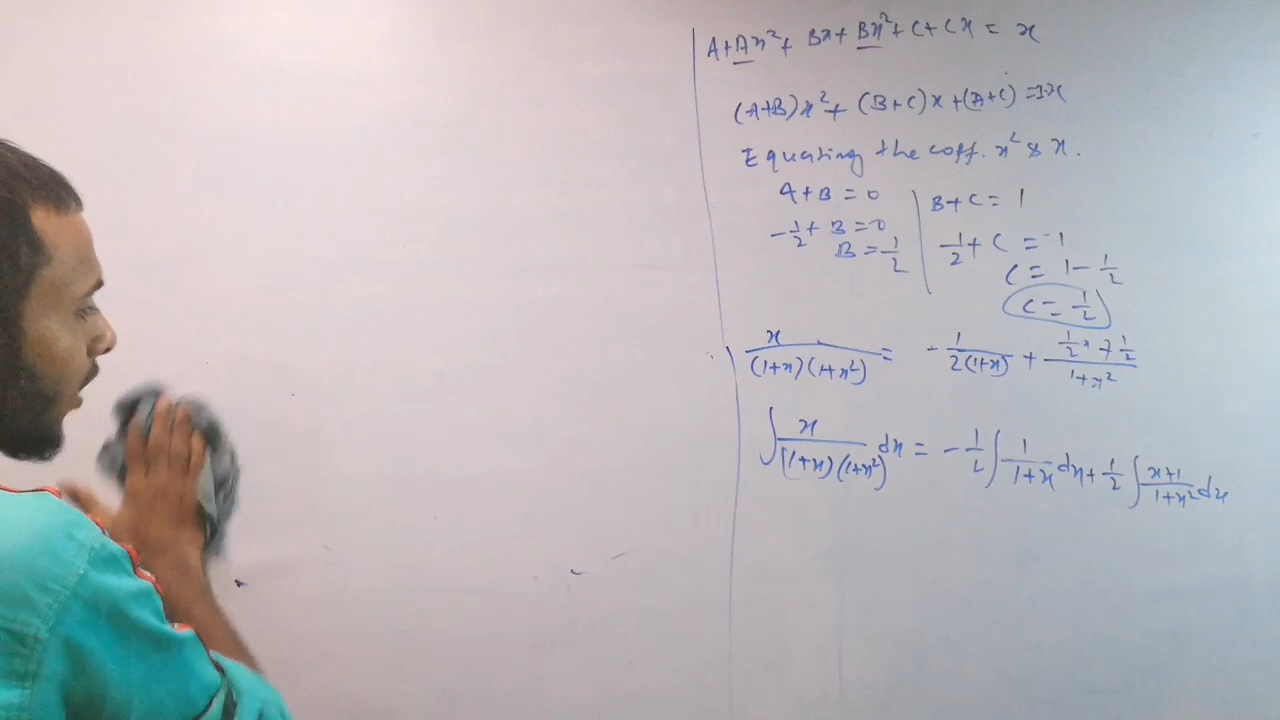 A+Ax²+ Bx+ Bx²+ C+ Cx = x
(A+B)x²+ (B+C)x +(A+C) =1x
Equating the coff. x² & x.
A+B = 0
-1/2 + B = 0
B = 1/2
B+C = 1
1/2 + C = 1
C = 1 - 1/2
C = 1/2
x/((1+x)(1+x²)) = - 1/(2(1+x)) + (1/2 x + 1/2)/(1+x²)
∫ x/((1+x)(1+x²)) dx = - 1/2 ∫ 1/(1+x) dx + 1/2 ∫ (x+1)/(1+x²) dx